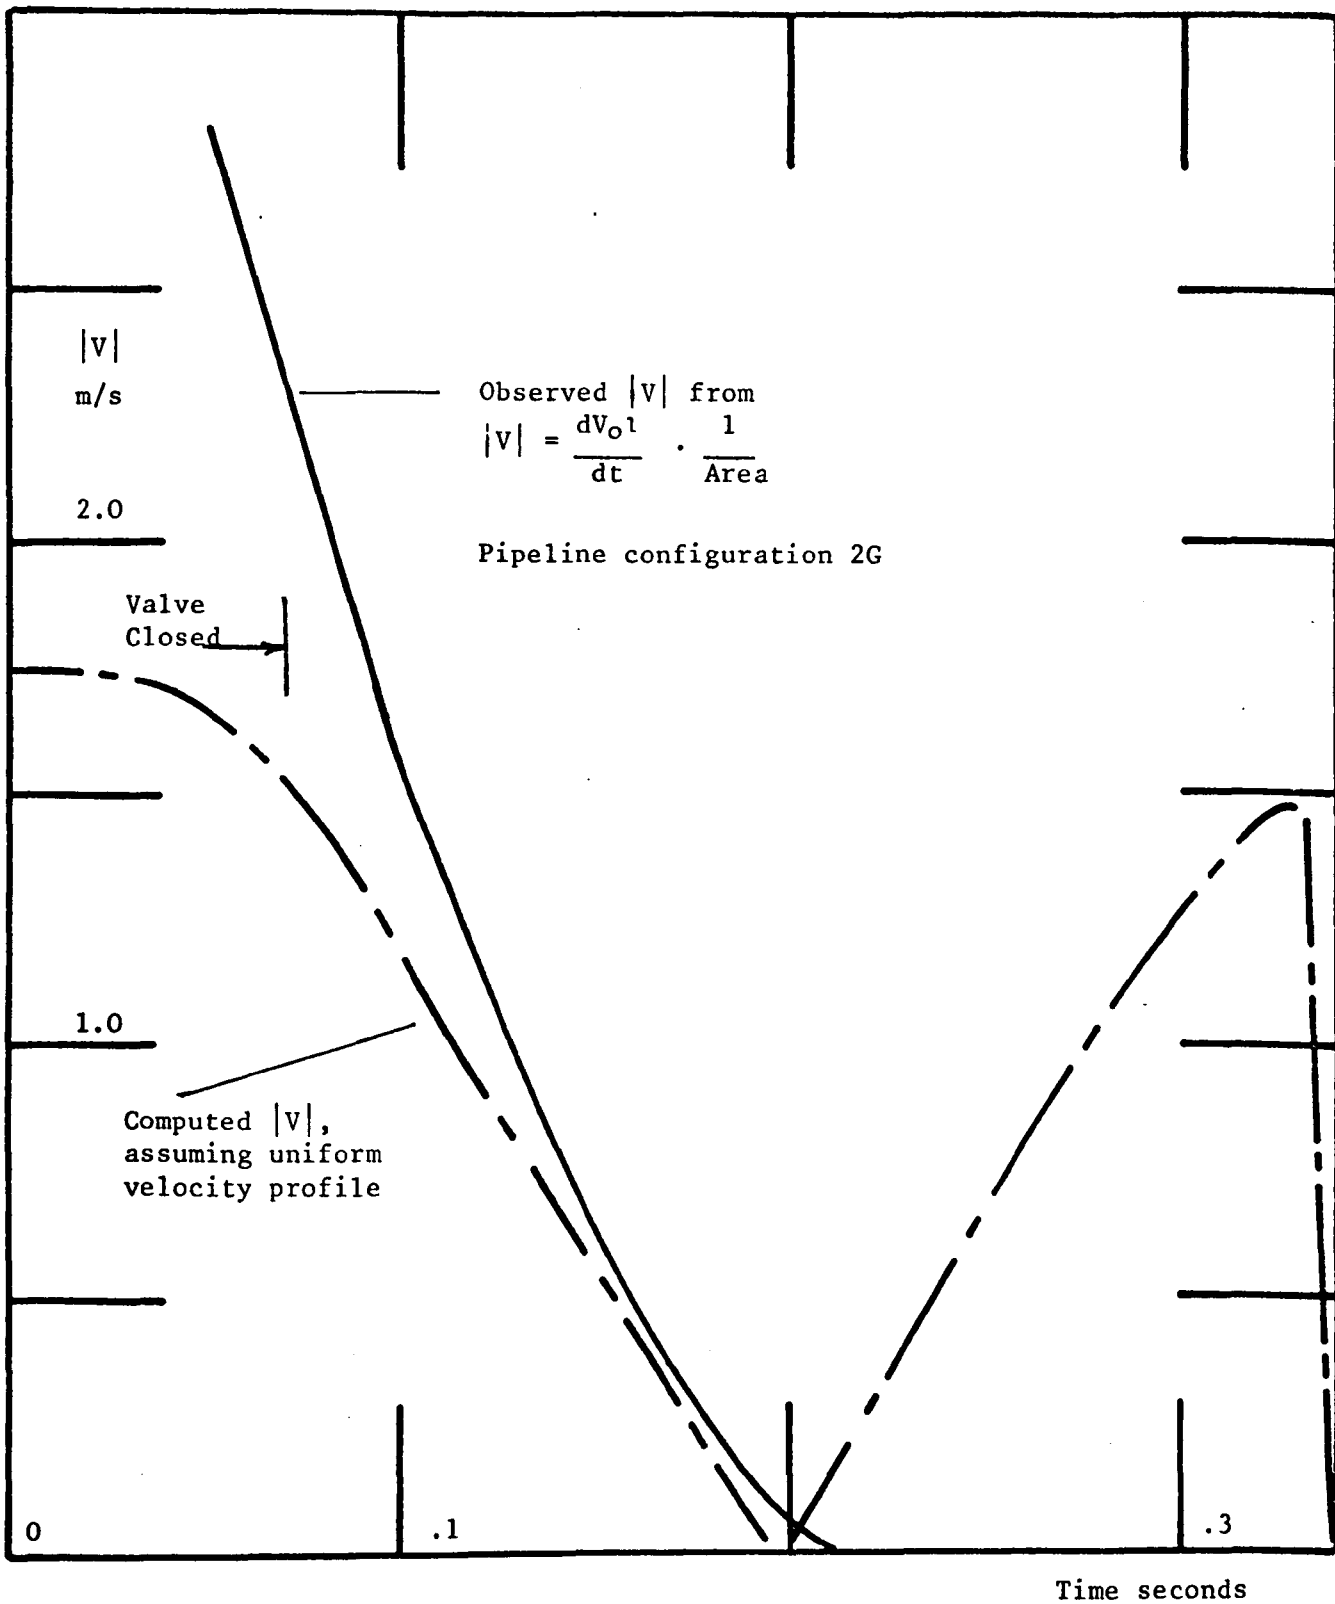 |V|
m/s
Observed |V| from
|V| = dVol/dt . 1/Area
2.0
Pipeline configuration 2G
Valve
Closed
1.0
Computed |V|,
assuming uniform
velocity profile
0
.1
.3
Time seconds